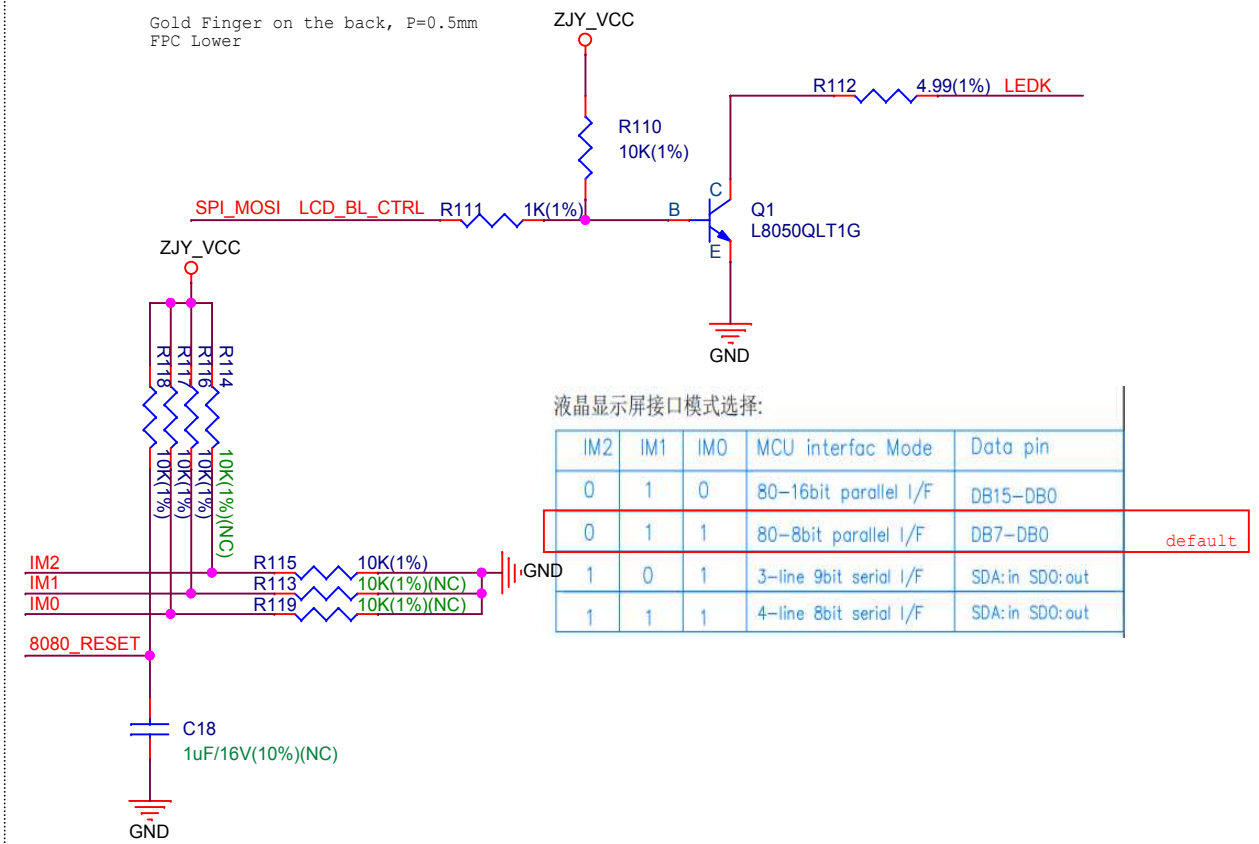 Gold Finger on the back, P=0.5mm
FPC Lower
ZJY_VCC
R112 4.99(1%) LEDK
R110
10K(1%)
SPI_MOSI LCD_BL_CTRL R111 1K(1%)
B
C
E
Q1
L8050QLT1G
GND
ZJY_VCC
R118
R117
R116
R114
10K(1%)
10K(1%)
10K(1%)
10K(1%)(NC)
IM2 R115 10K(1%)
IM1 R113 10K(1%)(NC)
IM0 R119 10K(1%)(NC)
GND
8080_RESET
C18
1uF/16V(10%)(NC)
GND
液晶显示屏接口模式选择:
IM2 IM1 IM0 MCU interfac Mode Data pin
0 1 0 80-16bit parallel I/F DB15-DB0
0 1 1 80-8bit parallel I/F DB7-DB0 default
1 0 1 3-line 9bit serial I/F SDA:in SDO:out
1 1 1 4-line 8bit serial I/F SDA:in SDO:out